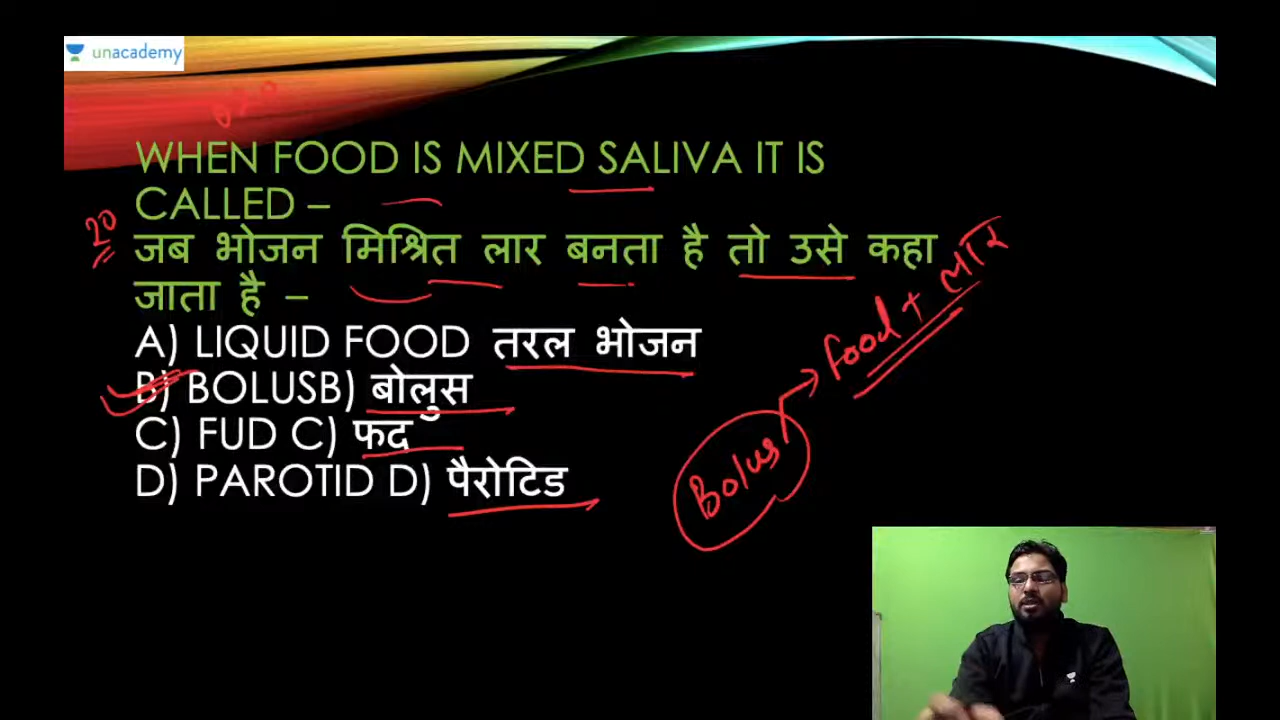 unacademy
WHEN FOOD IS MIXED SALIVA IT IS
CALLED –
20
जब भोजन मिश्रित लार बनता है तो उसे कहा
जाता है –
A) LIQUID FOOD तरल भोजन
B) BOLUSB) बोलुस
C) FUD C) फद
D) PAROTID D) पैरोटिड
Food + लार
Bolus